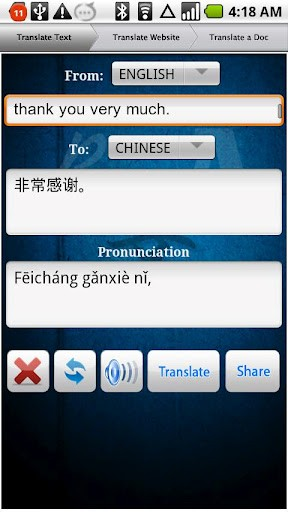 11
4:18 AM
Translate Text
Translate Website
Translate a Doc
From:
ENGLISH
thank you very much.
To:
CHINESE
非常感谢。
Pronunciation
Fēicháng gǎnxiè nǐ,
Translate
Share